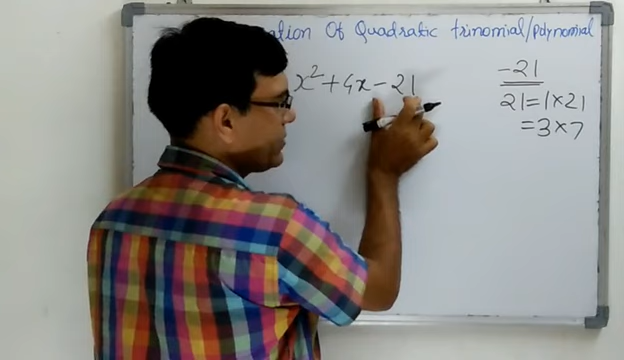 ation Of Quadratic trinomial/polynomial
x² + 4x - 21
-21
21 = 1 x 21
= 3 x 7